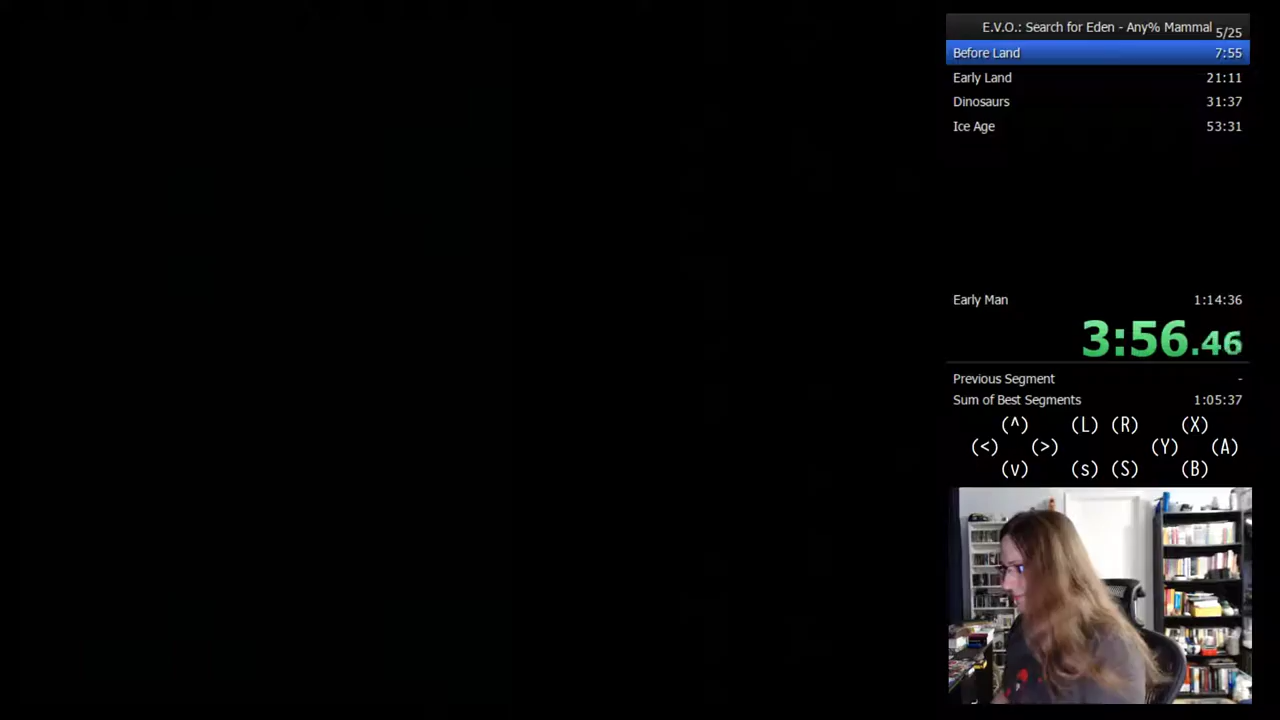 E.V.O.: Search for Eden - Any% Mammal 5/25
Before Land 7:55
Early Land 21:11
Dinosaurs 31:37
Ice Age 53:31
Early Man 1:14:36
3:56.46
Previous Segment -
Sum of Best Segments 1:05:37
(^) (L) (R) (X)
(<) (>) (Y) (A)
(v) (s) (S) (B)